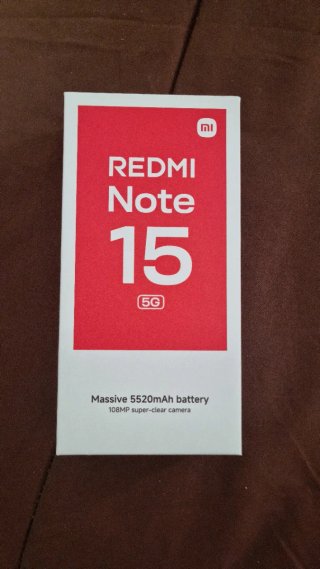 mi
REDMI
Note
15
5G
Massive 5520mAh battery
108MP super-clear camera